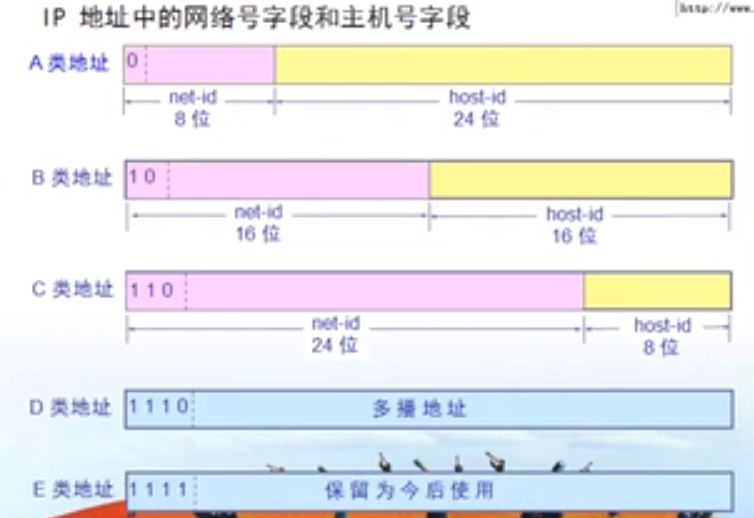 IP 地址中的网络号字段和主机号字段
http://www.
A 类地址
0
net-id
8 位
host-id
24 位
B 类地址
1 0
net-id
16 位
host-id
16 位
C 类地址
1 1 0
net-id
24 位
host-id
8 位
D 类地址
1 1 1 0
多播地址
E 类地址
1 1 1 1
保留为今后使用